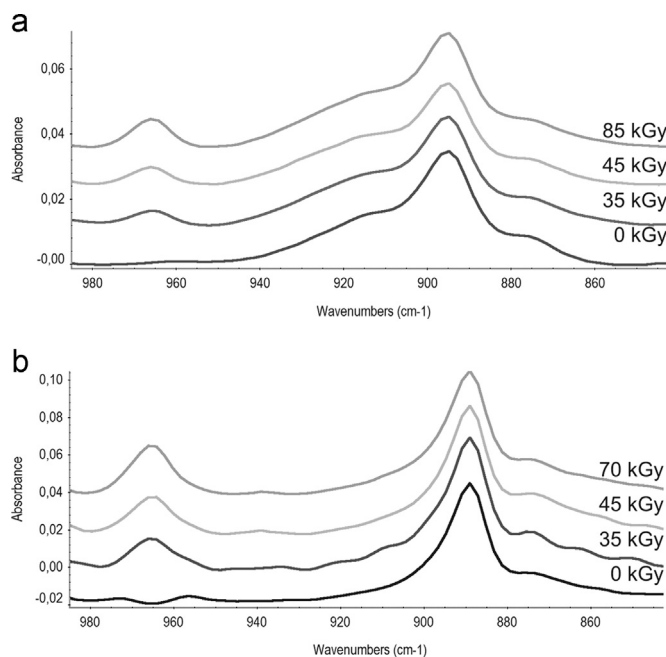 a
0,06
0,04
0,02
-0,00
Absorbance
85 kGy
45 kGy
35 kGy
0 kGy
980 960 940 920 900 880 860
Wavenumbers (cm-1)
b
0,10
0,08
0,06
0,04
0,02
0,00
-0,02
Absorbance
70 kGy
45 kGy
35 kGy
0 kGy
980 960 940 920 900 880 860
Wavenumbers (cm-1)